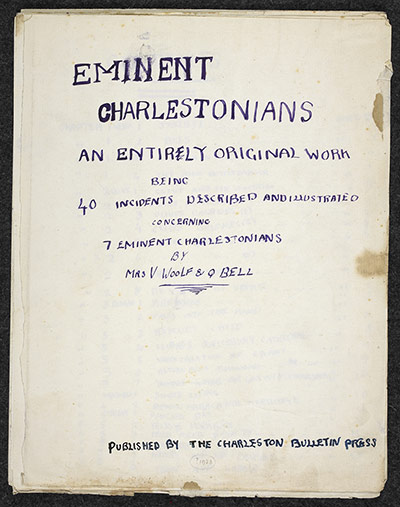 EMINENT
CHARLESTONIANS
AN ENTIRELY ORIGINAL WORK
BEING
40 INCIDENTS DESCRIBED AND ILLUSTRATED
CONCERNING
7 EMINENT CHARLESTONIANS
BY
MRS V WOOLF & Q BELL
PUBLISHED BY THE CHARLESTON BULLETIN PRESS